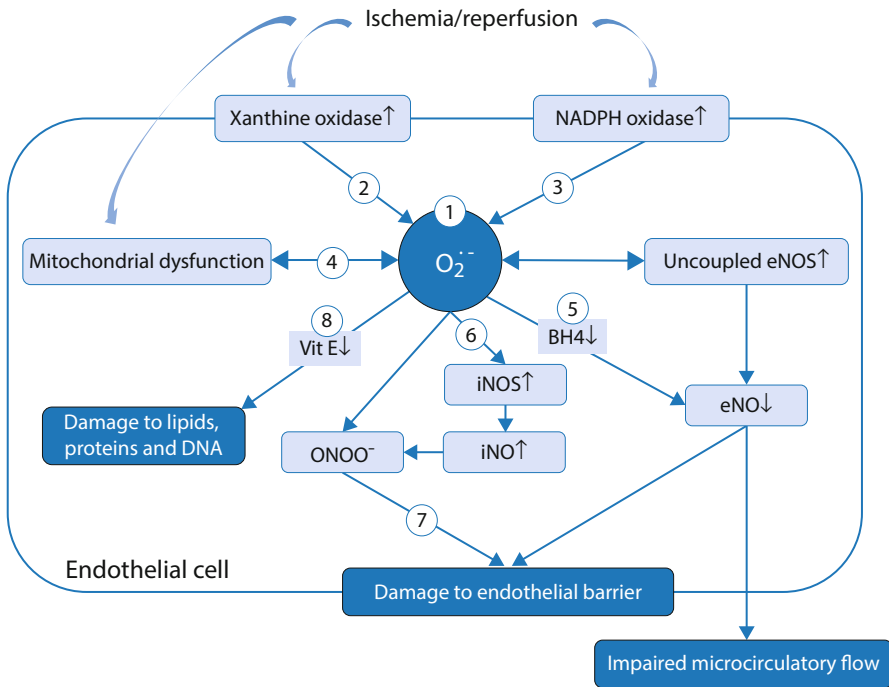 Ischemia/reperfusion
Xanthine oxidase↑
NADPH oxidase↑
2
1
3
Mitochondrial dysfunction
4
O₂˙⁻
Uncoupled eNOS↑
8
Vit E↓
6
5
BH4↓
iNOS↑
eNO↓
Damage to lipids,
proteins and DNA
ONOO⁻
iNO↑
7
Endothelial cell
Damage to endothelial barrier
Impaired microcirculatory flow